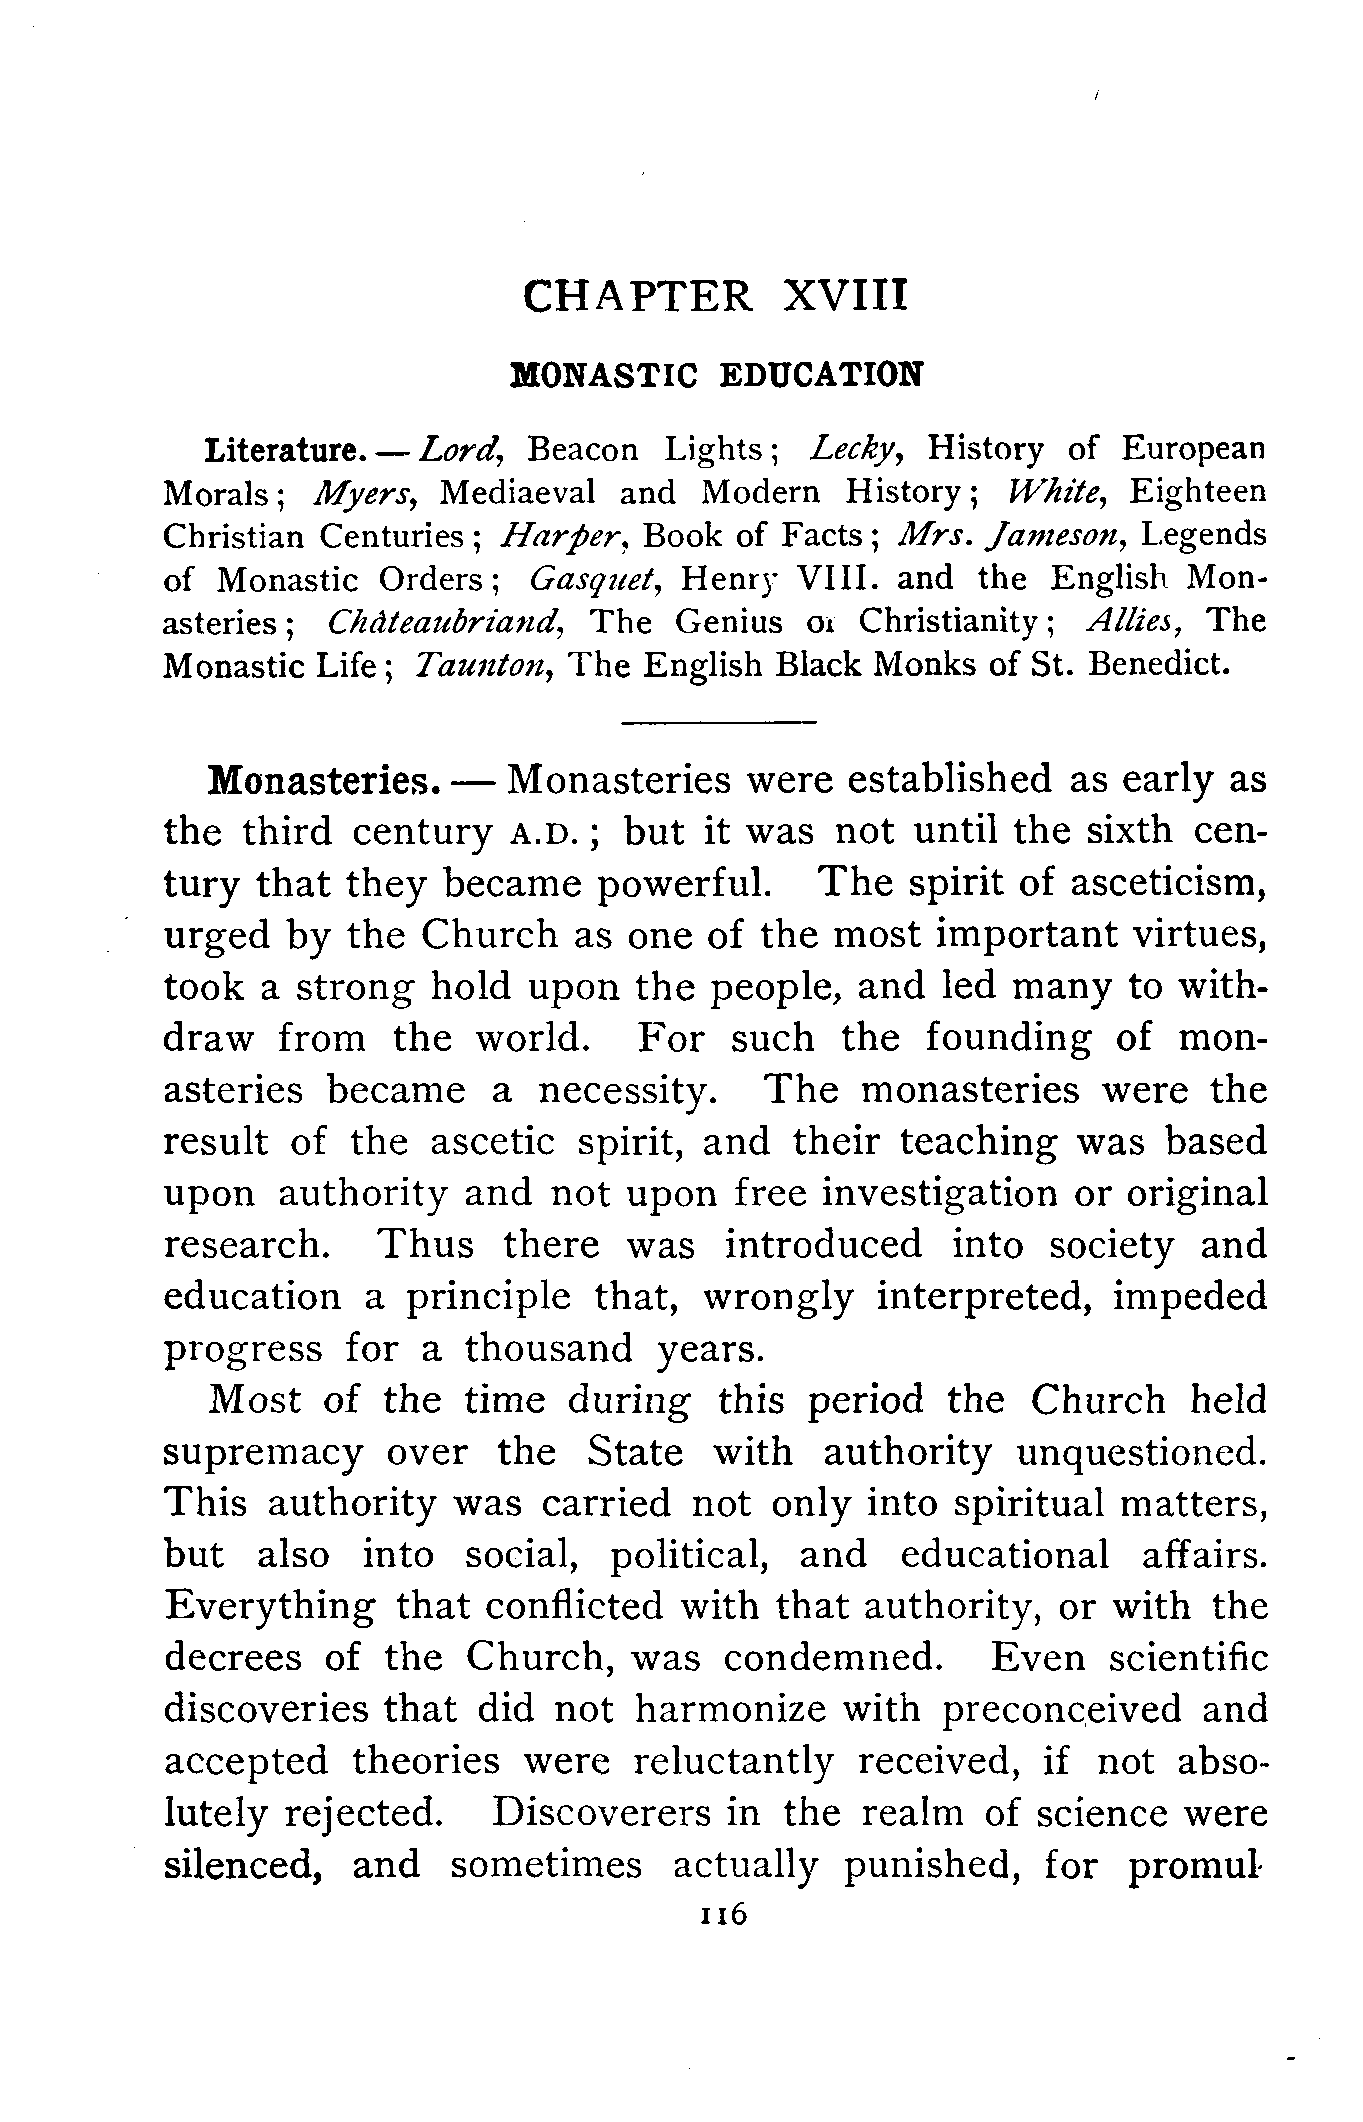 CHAPTER XVIII
MONASTIC EDUCATION
Literature. — Lord, Beacon Lights; Lecky, History of European
Morals; Myers, Mediaeval and Modern History; White, Eighteen
Christian Centuries; Harper, Book of Facts; Mrs. Jameson, Legends
of Monastic Orders; Gasquet, Henry VIII. and the English Mon-
asteries; Châteaubriand, The Genius of Christianity; Allies, The
Monastic Life; Taunton, The English Black Monks of St. Benedict.
Monasteries. — Monasteries were established as early as
the third century A.D.; but it was not until the sixth cen-
tury that they became powerful. The spirit of asceticism,
urged by the Church as one of the most important virtues,
took a strong hold upon the people, and led many to with-
draw from the world. For such the founding of mon-
asteries became a necessity. The monasteries were the
result of the ascetic spirit, and their teaching was based
upon authority and not upon free investigation or original
research. Thus there was introduced into society and
education a principle that, wrongly interpreted, impeded
progress for a thousand years.
Most of the time during this period the Church held
supremacy over the State with authority unquestioned.
This authority was carried not only into spiritual matters,
but also into social, political, and educational affairs.
Everything that conflicted with that authority, or with the
decrees of the Church, was condemned. Even scientific
discoveries that did not harmonize with preconceived and
accepted theories were reluctantly received, if not abso-
lutely rejected. Discoverers in the realm of science were
silenced, and sometimes actually punished, for promul-
116